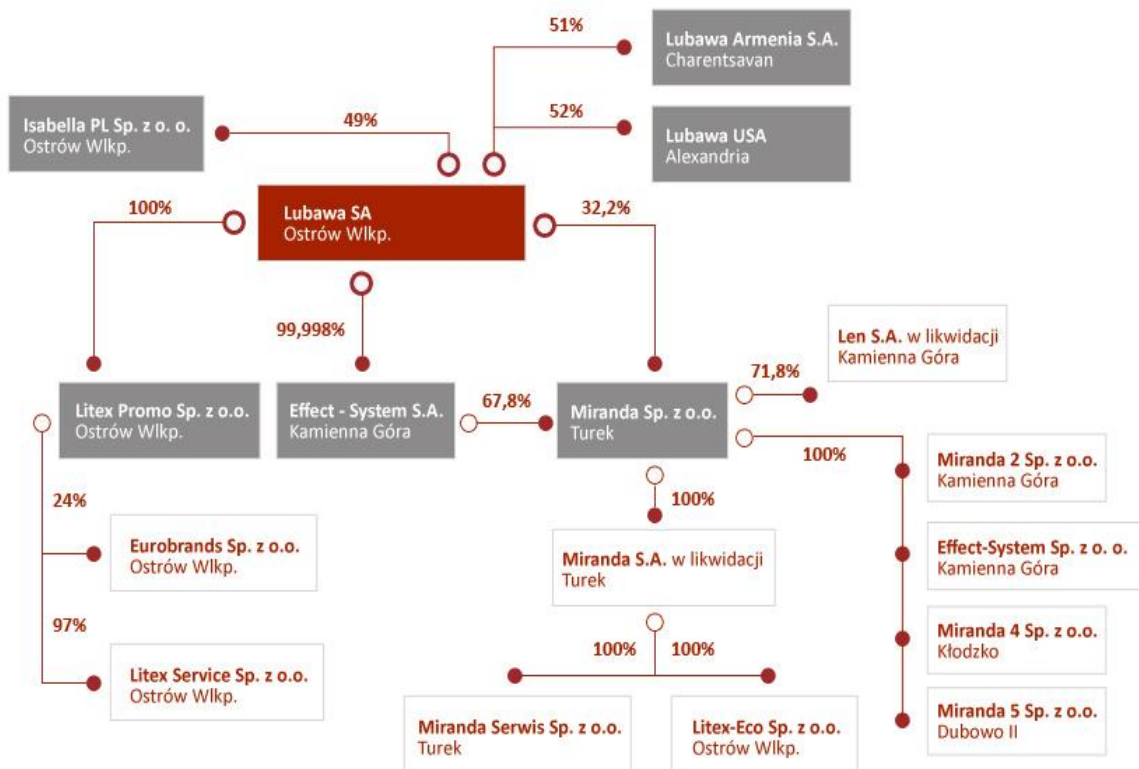 51%
Lubawa Armenia S.A.
Charentsavan
Isabella PL Sp. z o. o.
Ostrów Wlkp.
49%
52%
Lubawa USA
Alexandria
100%
Lubawa SA
Ostrów Wlkp.
32,2%
99,998%
Len S.A. w likwidacji
Kamienna Góra
71,8%
Litex Promo Sp. z o.o.
Ostrów Wlkp.
Effect - System S.A.
Kamienna Góra
67,8%
Miranda Sp. z o.o.
Turek
100%
Miranda 2 Sp. z o.o.
Kamienna Góra
24%
100%
Eurobrands Sp. z o.o.
Ostrów Wlkp.
Miranda S.A. w likwidacji
Turek
Effect-System Sp. z o. o.
Kamienna Góra
97%
Miranda 4 Sp. z o.o.
Kłodzko
Litex Service Sp. z o.o.
Ostrów Wlkp.
100%
100%
Miranda Serwis Sp. z o.o.
Turek
Litex-Eco Sp. z o.o.
Ostrów Wlkp.
Miranda 5 Sp. z o.o.
Dubowo II